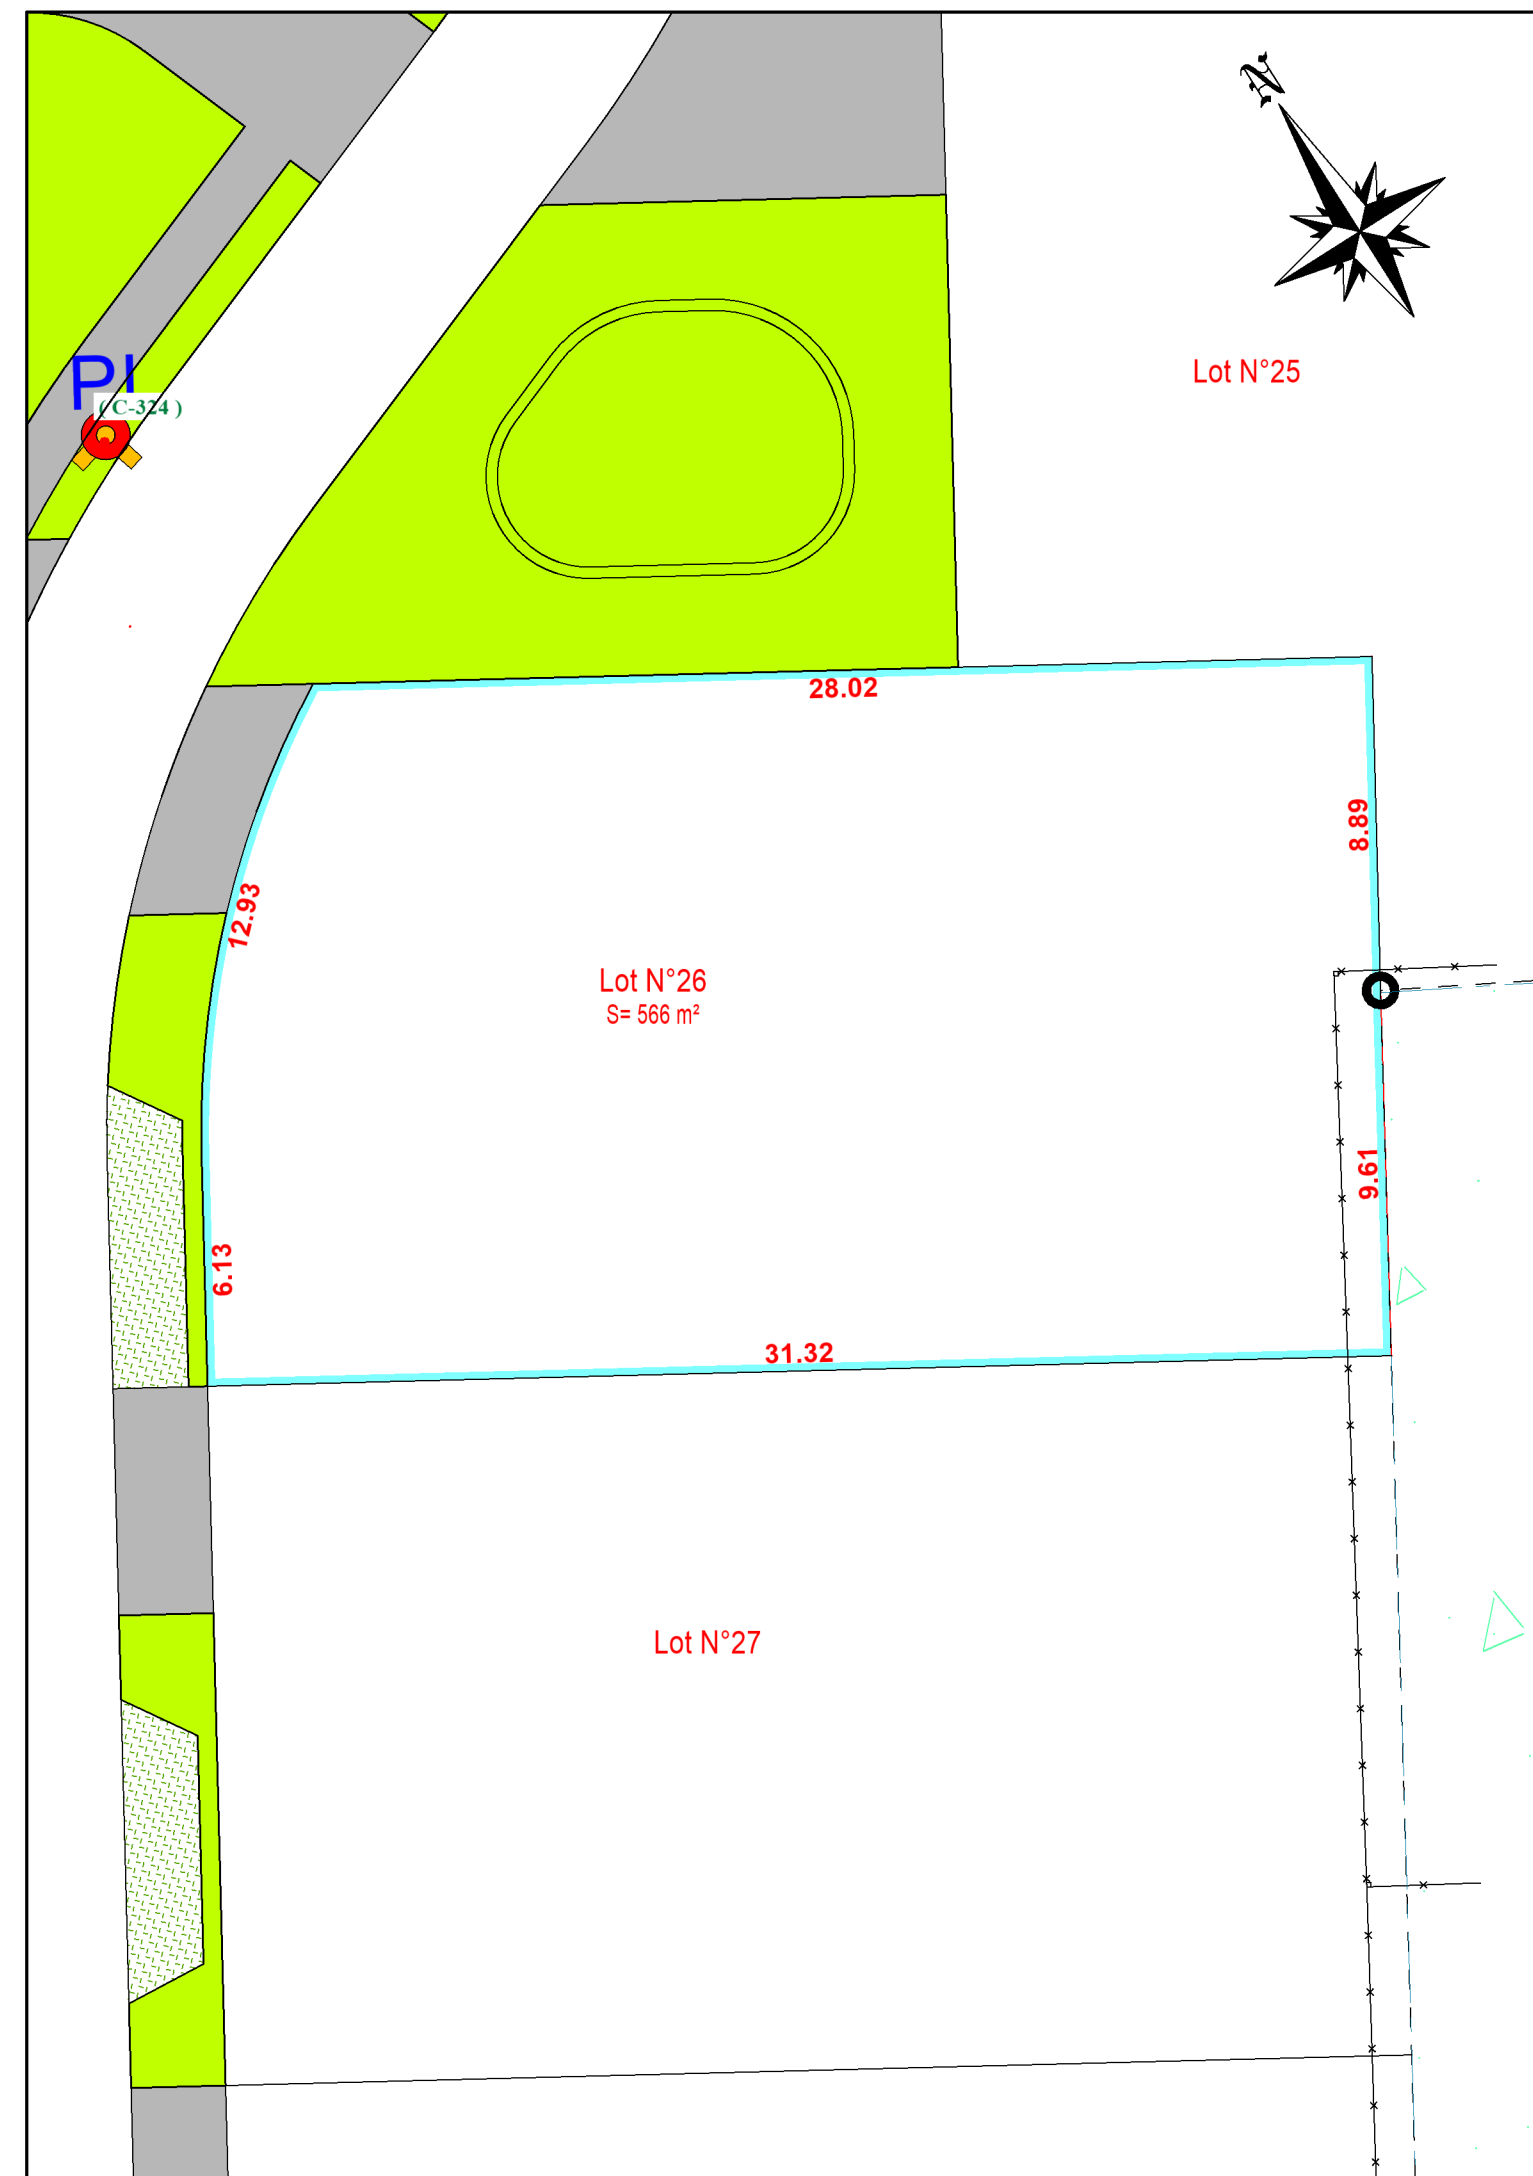 N
Lot N°25
PI
( C-324 )
28.02
8.89
12.93
Lot N°26
S= 566 m²
9.61
6.13
31.32
Lot N°27